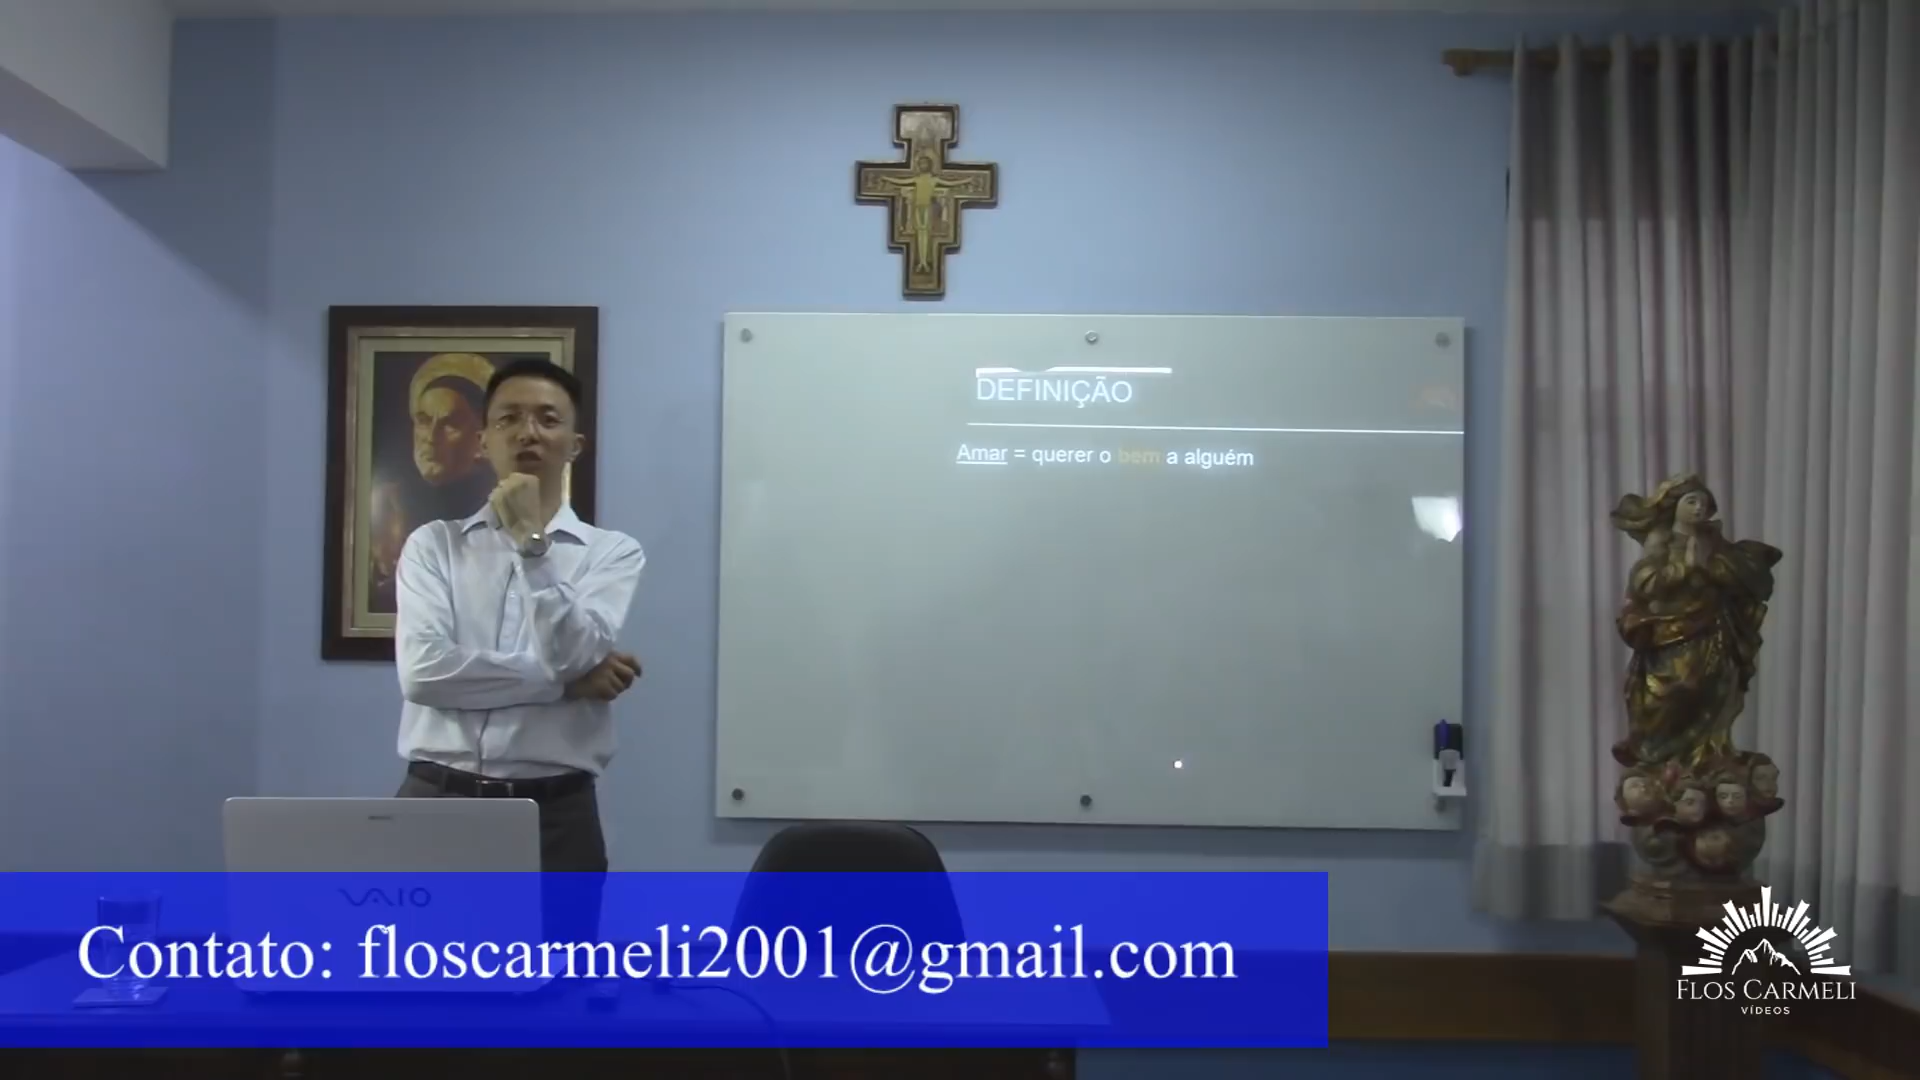 DEFINIÇÃO
Amar = querer o bem a alguém
VAIO
Contato: floscarmeli2001@gmail.com
FLOS CARMELI
VÍDEOS